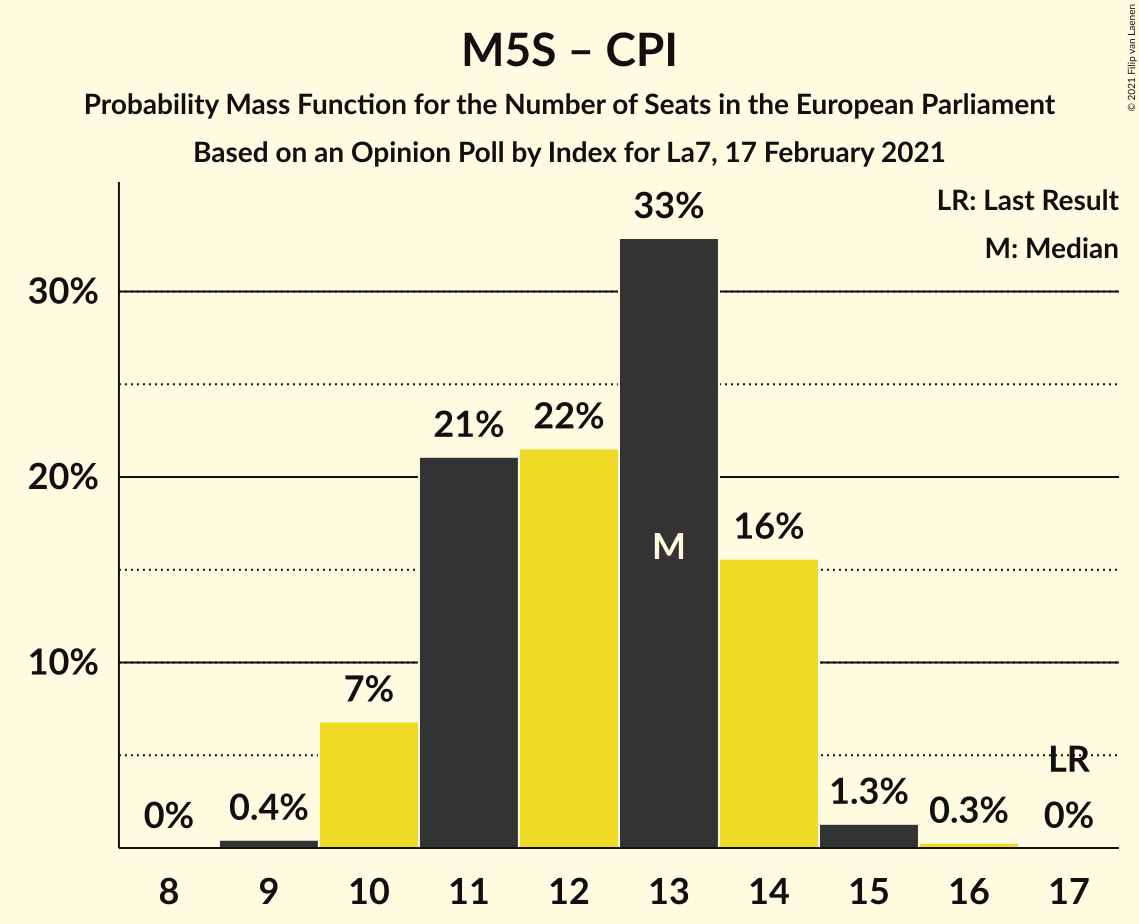 M5S – CPI
Probability Mass Function for the Number of Seats in the European Parliament
Based on an Opinion Poll by Index for La7, 17 February 2021
© 2021 Filip van Laenen
LR: Last Result
M: Median
30%
20%
10%
0%
0.4%
7%
21%
22%
33%
M
16%
1.3%
0.3%
LR
0%
8 9 10 11 12 13 14 15 16 17